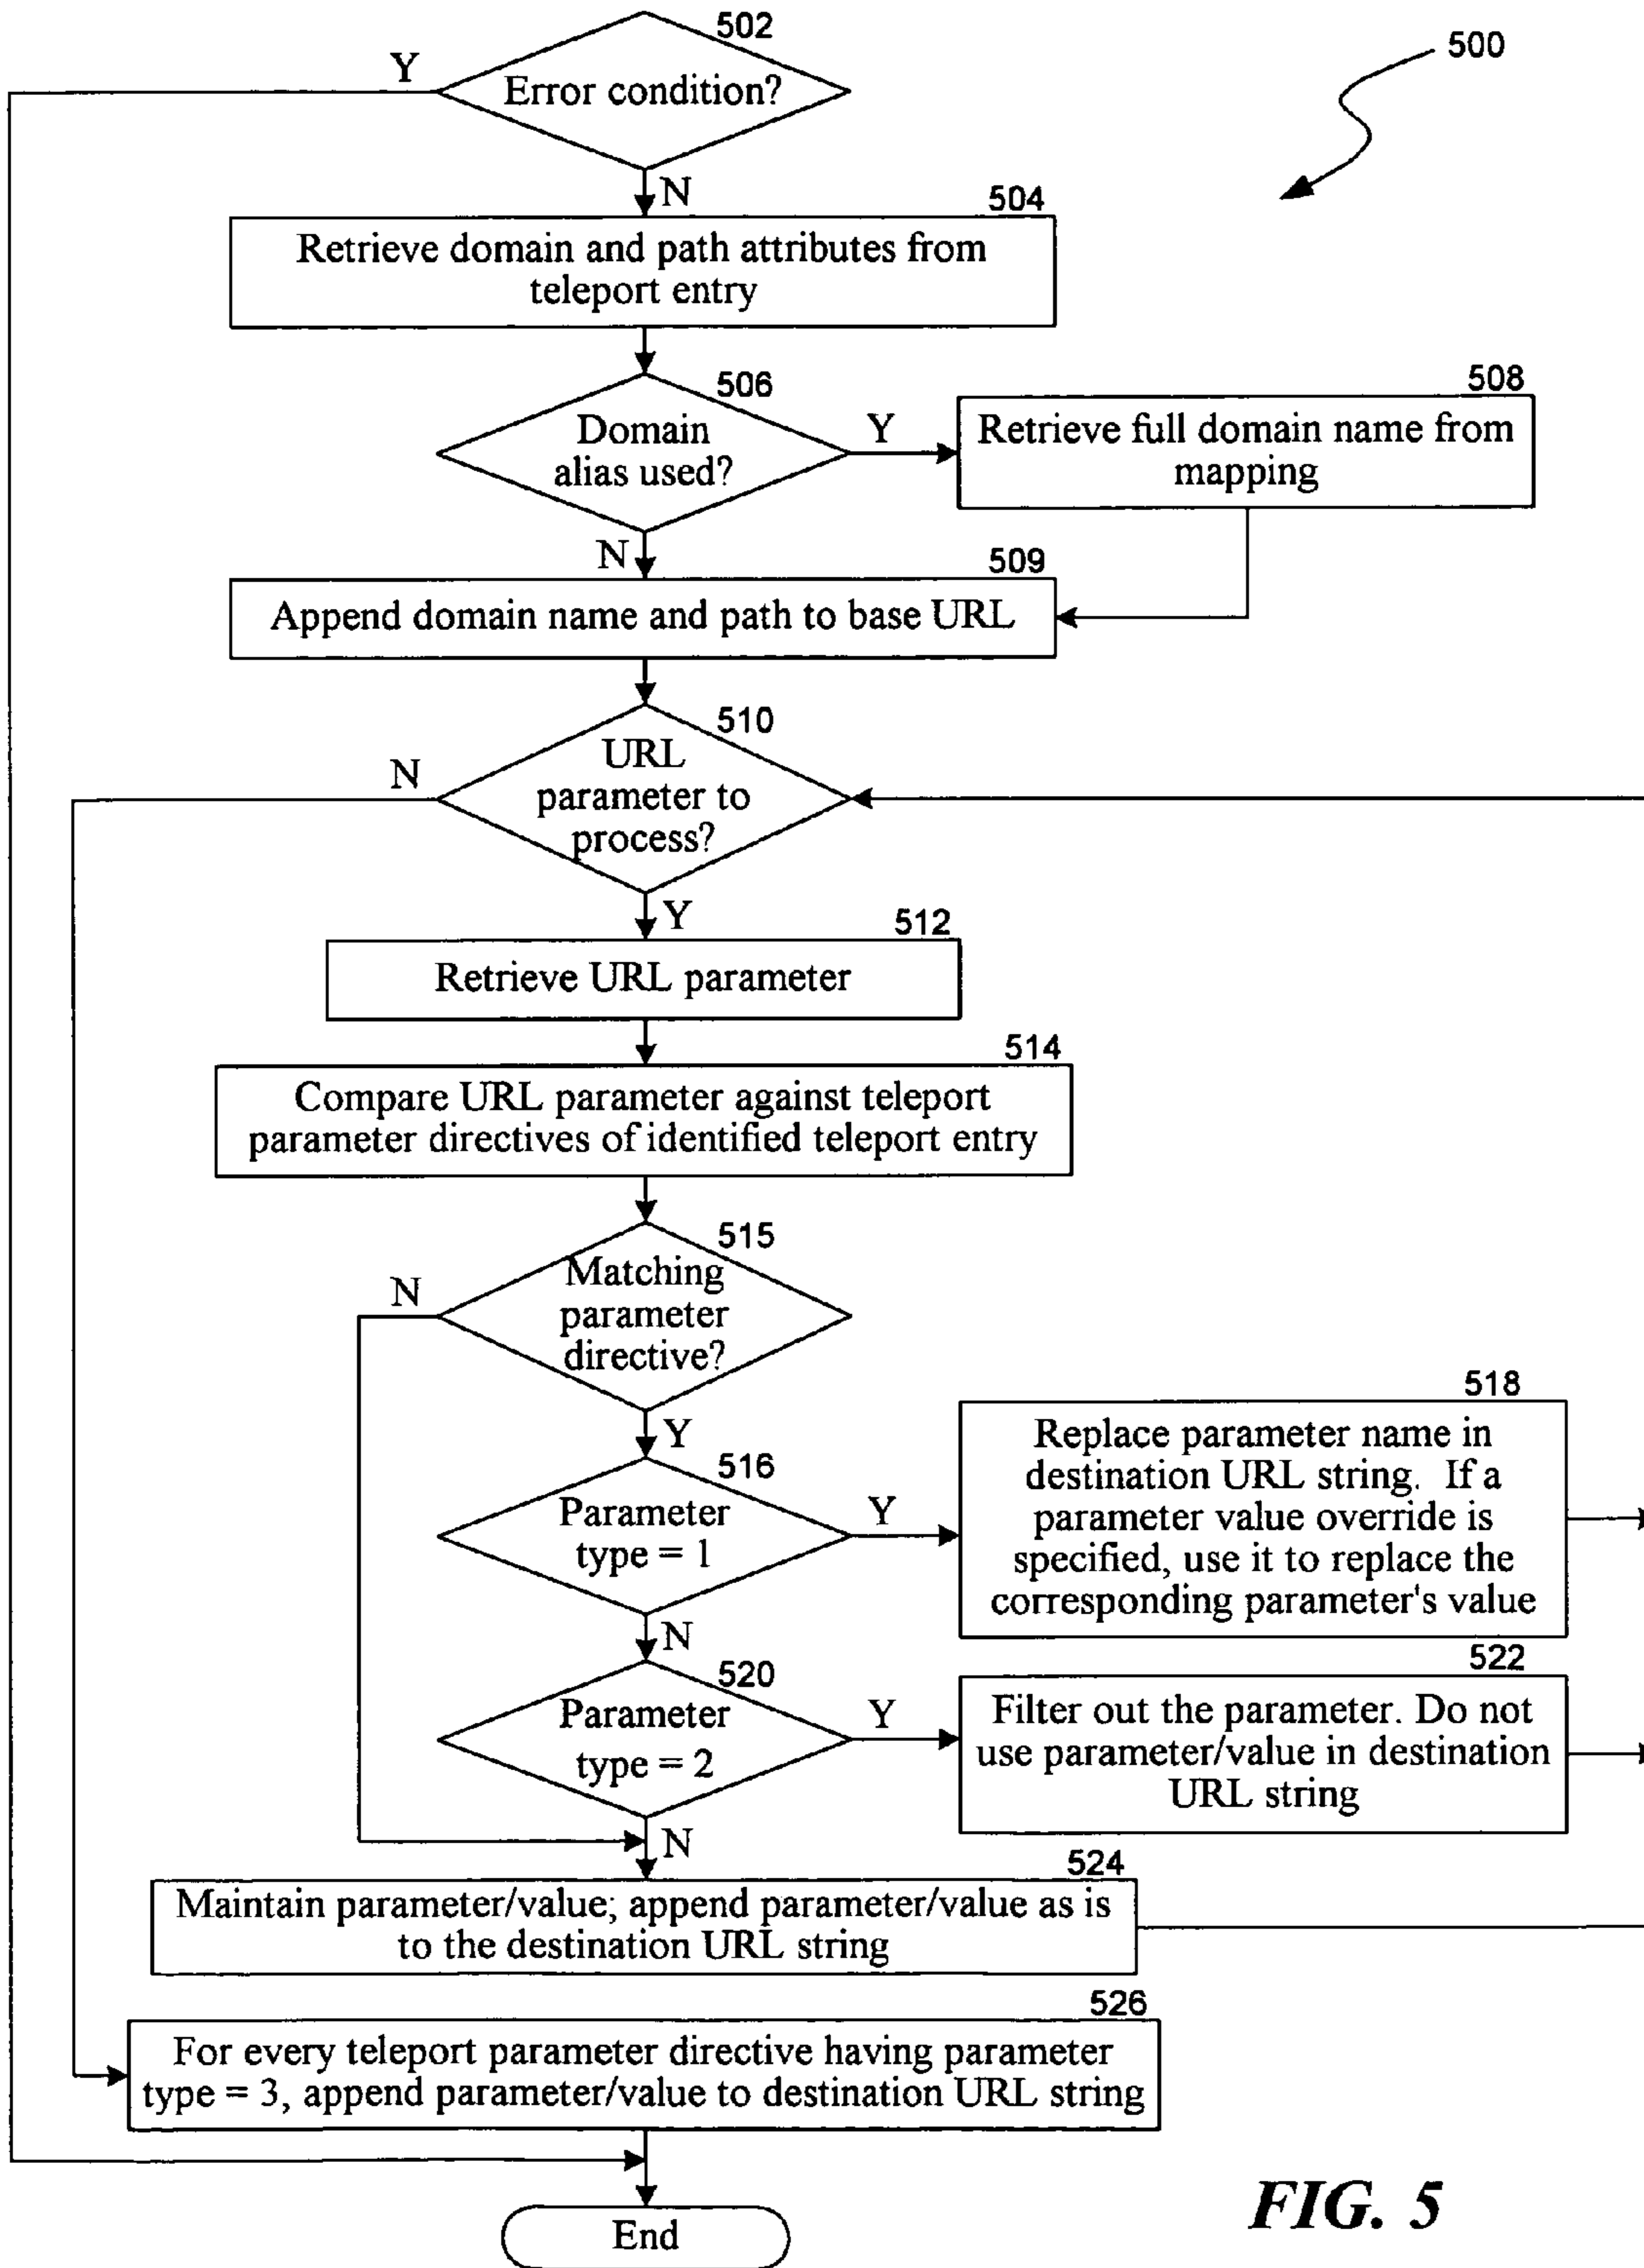 502
Y
Error condition?
500
N
504
Retrieve domain and path attributes from
teleport entry
506
508
Domain
alias used?
Y
Retrieve full domain name from
mapping
N
509
Append domain name and path to base URL
510
N
URL
parameter to
process?
Y
512
Retrieve URL parameter
514
Compare URL parameter against teleport
parameter directives of identified teleport entry
515
N
Matching
parameter
directive?
Y
516
518
Parameter
type = 1
Y
Replace parameter name in
destination URL string. If a
parameter value override is
specified, use it to replace the
corresponding parameter's value
N
520
522
Parameter
type = 2
Y
Filter out the parameter. Do not
use parameter/value in destination
URL string
N
524
Maintain parameter/value; append parameter/value as is
to the destination URL string
526
For every teleport parameter directive having parameter
type = 3, append parameter/value to destination URL string
End
FIG. 5